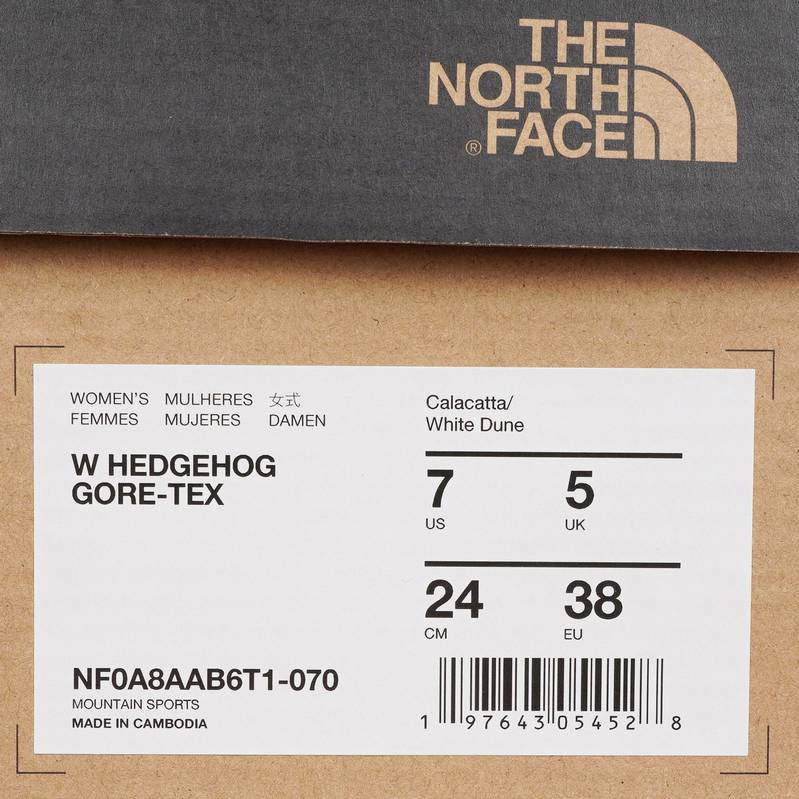 THE
NORTH
® FACE
WOMEN'S MULHERES 女式
FEMMES MUJERES DAMEN
W HEDGEHOG
GORE-TEX
NF0A8AAB6T1-070
MOUNTAIN SPORTS
MADE IN CAMBODIA
Calacatta/
White Dune
7 5
US UK
24 38
CM EU
1 97643 05452 8